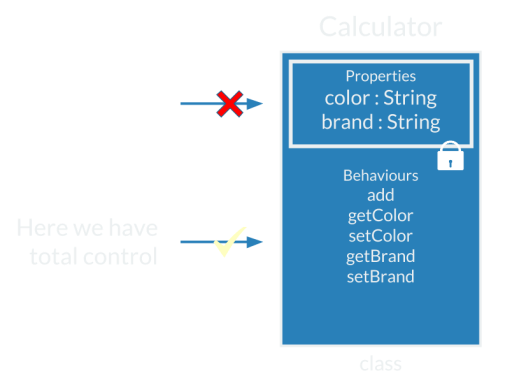 Calculator
Properties
color : String
brand : String
Behaviours
add
getColor
setColor
getBrand
setBrand
Here we have
total control
class